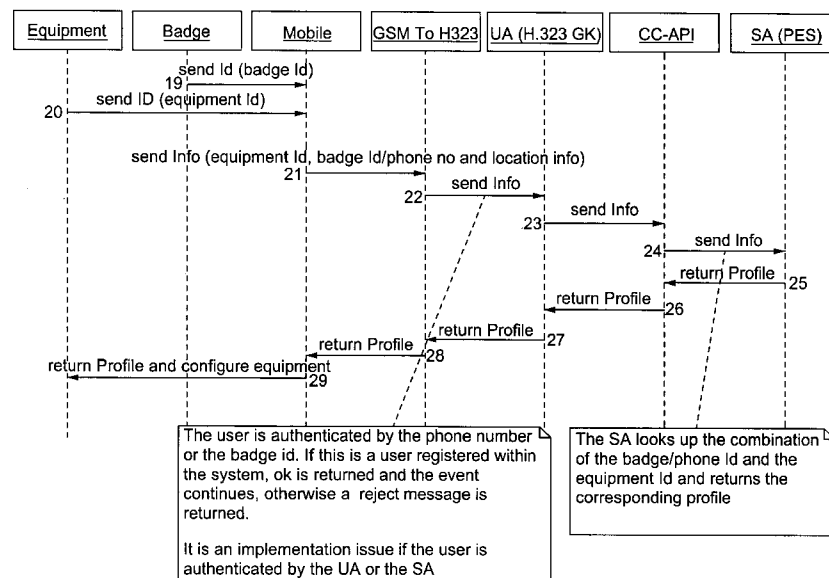 Equipment
Badge
Mobile
GSM To H323
UA (H.323 GK)
CC-API
SA (PES)
send Id (badge Id)
19
send ID (equipment Id)
20
send Info (equipment Id, badge Id/phone no and location info)
21
send Info
22
send Info
23
send Info
24
return Profile
25
return Profile
26
return Profile
27
return Profile
28
return Profile and configure equipment
29
The user is authenticated by the phone number
or the badge id. If this is a user registered within
the system, ok is returned and the event
continues, otherwise a reject message is
returned.
It is an implementation issue if the user is
authenticated by the UA or the SA
The SA looks up the combination
of the badge/phone Id and the
equipment Id and returns the
corresponding profile